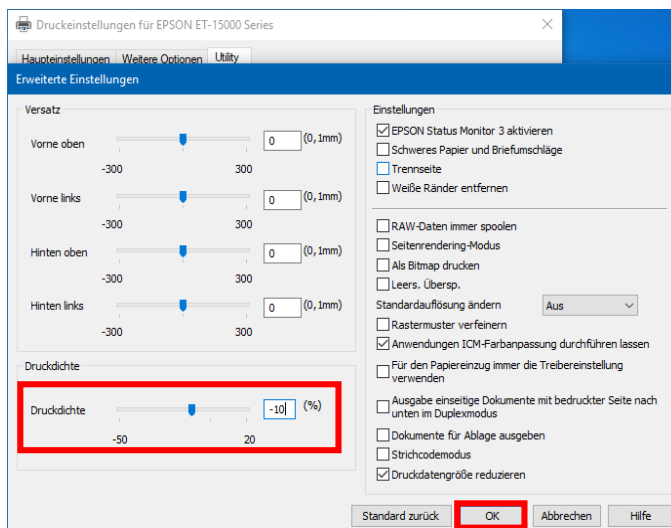 Druckeinstellungen für EPSON ET-15000 Series
Haupteinstellungen Weitere Optionen Utility
Erweiterte Einstellungen
Versatz
Vorne oben
0
(0,1mm)
-300 300
Vorne links
0
(0,1mm)
-300 300
Hinten oben
0
(0,1mm)
-300 300
Hinten links
0
(0,1mm)
-300 300
Druckdichte
Druckdichte
-10
(%)
-50 20
Einstellungen
EPSON Status Monitor 3 aktivieren
Schweres Papier und Briefumschläge
Trennseite
Weiße Ränder entfernen
RAW-Daten immer spoolen
Seitenrendering-Modus
Als Bitmap drucken
Leers. Übersp.
Standardauflösung ändern Aus
Rastermuster verfeinern
Anwendungen ICM-Farbanpassung durchführen lassen
Für den Papiereinzug immer die Treibereinstellung
verwenden
Ausgabe einseitige Dokumente mit bedruckter Seite nach
unten im Duplexmodus
Dokumente für Ablage ausgeben
Strichcodemodus
Druckdatengröße reduzieren
Standard zurück OK Abbrechen Hilfe